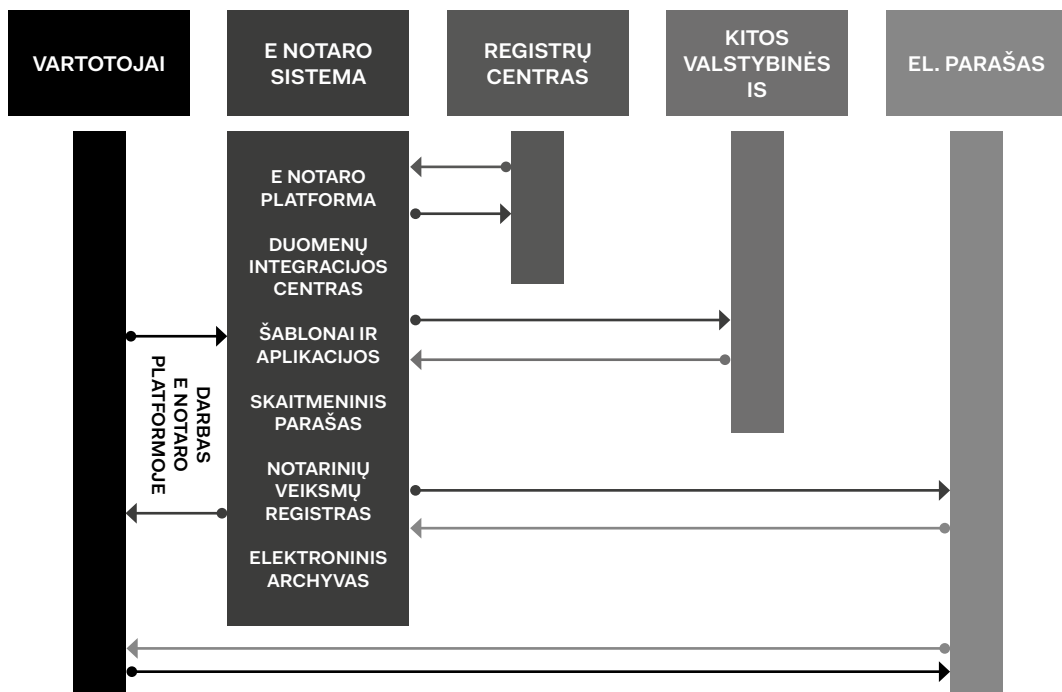 VARTOTOJAI
E NOTARO
SISTEMA
REGISTRŲ
CENTRAS
KITOS
VALSTYBINĖS
IS
EL. PARAŠAS
E NOTARO
PLATFORMA
DUOMENŲ
INTEGRACIJOS
CENTRAS
ŠABLONAI IR
APLIKACIJOS
SKAITMENINIS
PARAŠAS
NOTARINIŲ
VEIKSMŲ
REGISTRAS
ELEKTRONINIS
ARCHYVAS
DARBAS
E NOTARO
PLATFORMOJE